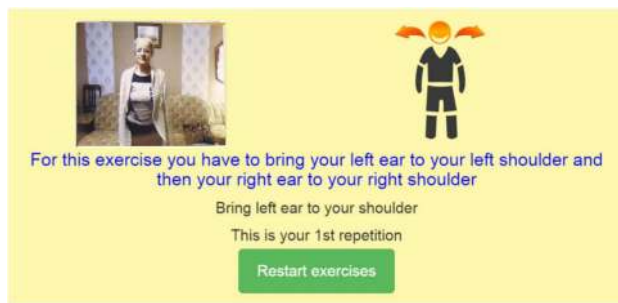 For this exercise you have to bring your left ear to your left shoulder and
then your right ear to your right shoulder
Bring left ear to your shoulder
This is your 1st repetition
Restart exercises